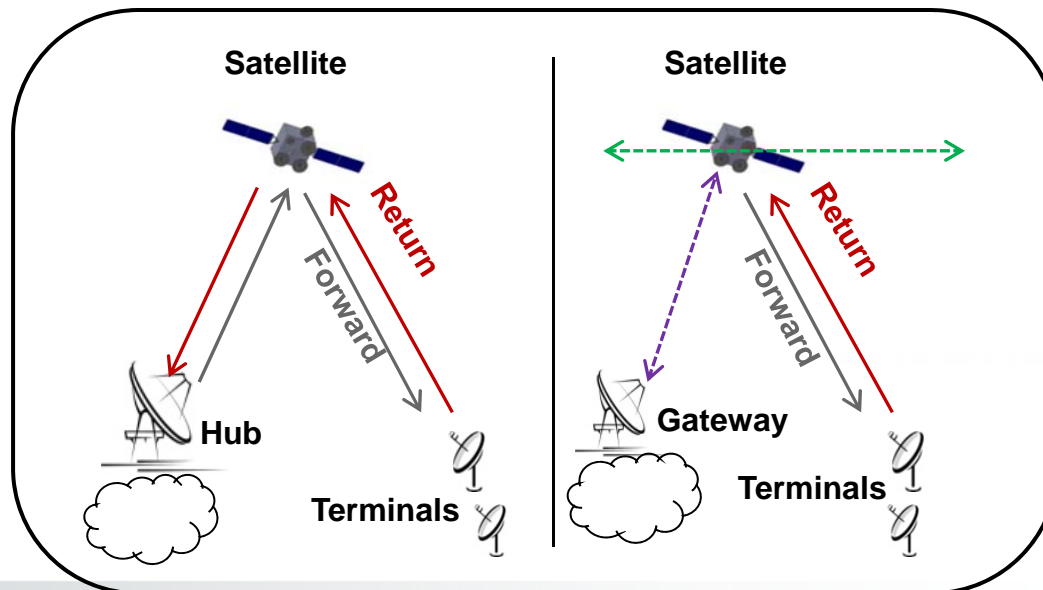 Satellite
Return
Forward
Hub
Terminals
Satellite
Return
Forward
Gateway
Terminals